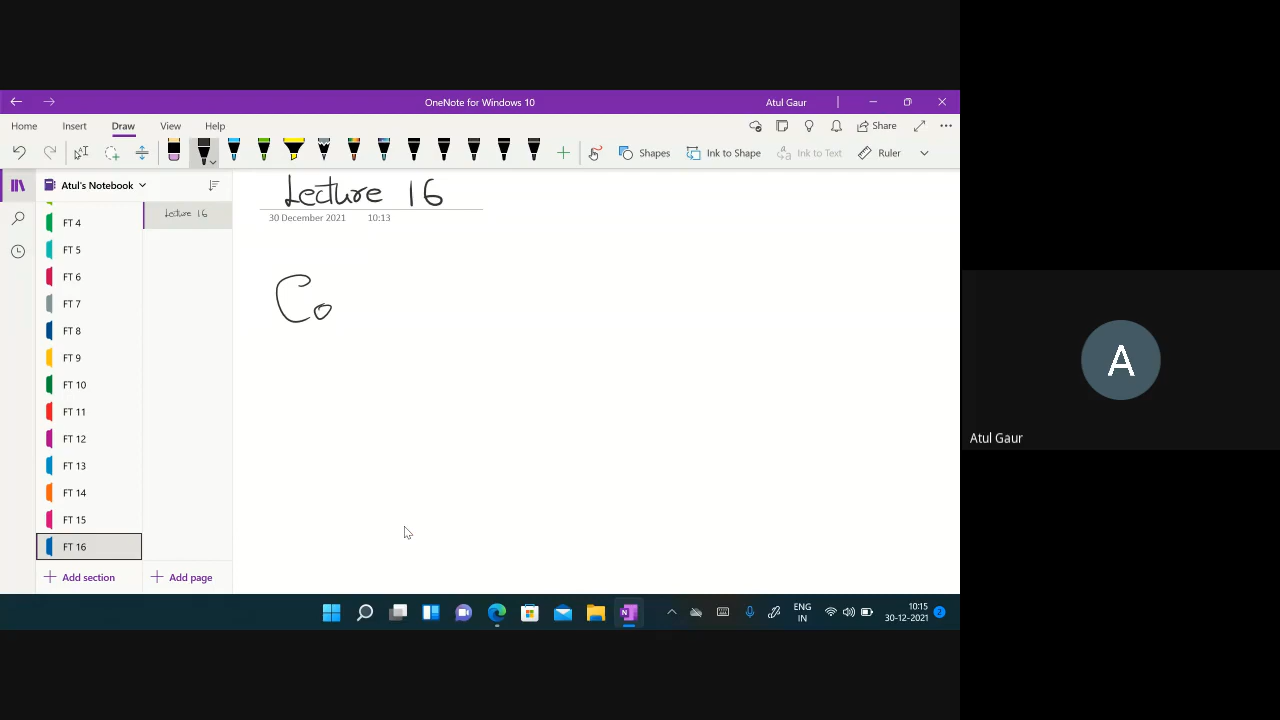 OneNote for Windows 10
Atul Gaur
Home Insert Draw View Help
Share
Shapes Ink to Shape Ink to Text Ruler
Atul's Notebook
Lecture 16
30 December 2021 10:13
Lecture 16
Co
FT 4
FT 5
FT 6
FT 7
FT 8
FT 9
FT 10
FT 11
FT 12
FT 13
FT 14
FT 15
FT 16
Add section
Add page
ENG
IN
10:15
30-12-2021
2
A
Atul Gaur